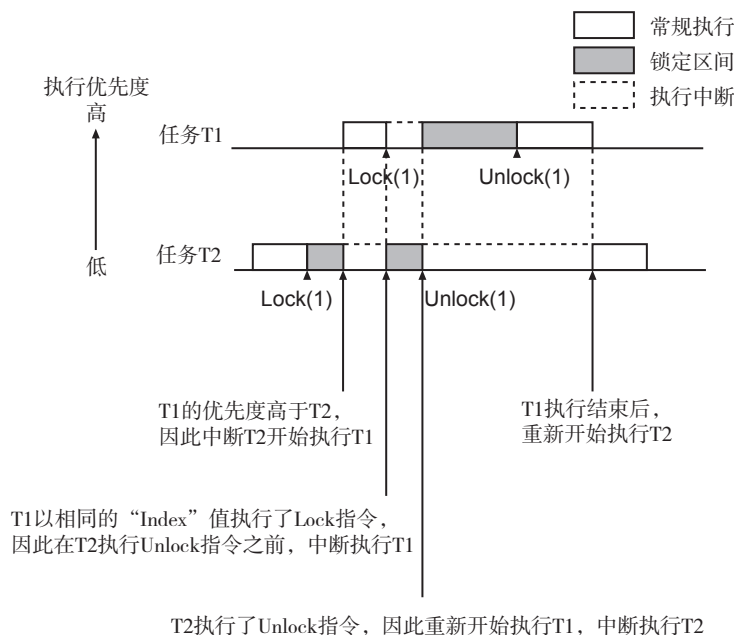 常规执行
锁定区间
执行中断
执行优先度
高
低
任务T1
Lock(1)
Unlock(1)
任务T2
Lock(1)
Unlock(1)
T1的优先度高于T2，
因此中断T2开始执行T1
T1执行结束后，
重新开始执行T2
T1以相同的“Index”值执行了Lock指令，
因此在T2执行Unlock指令之前，中断执行T1
T2执行了Unlock指令，因此重新开始执行T1，中断执行T2